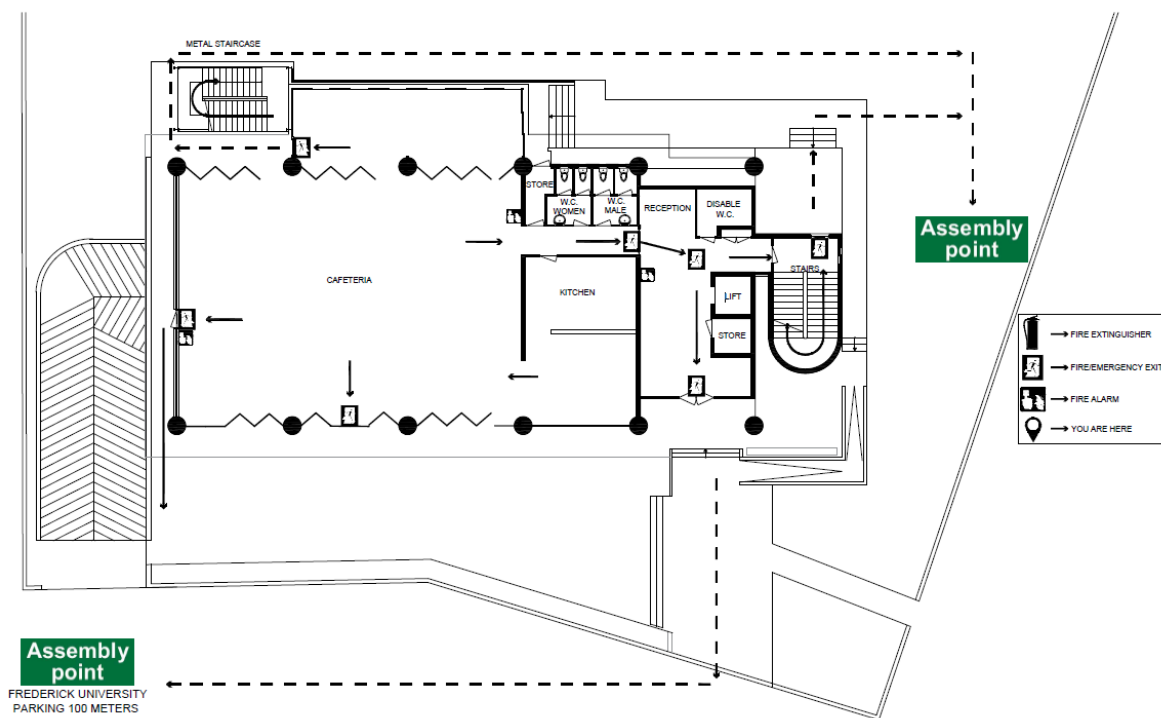 METAL STAIRCASE
STORE
W.C.
WOMEN
W.C.
MALE
RECEPTION
DISABLE
W.C.
Assembly
point
CAFETERIA
STAIRS
KITCHEN
LIFT
STORE
FIRE EXTINGUISHER
FIRE/EMERGENCY EXIT
FIRE ALARM
YOU ARE HERE
Assembly
point
FREDERICK UNIVERSITY
PARKING 100 METERS